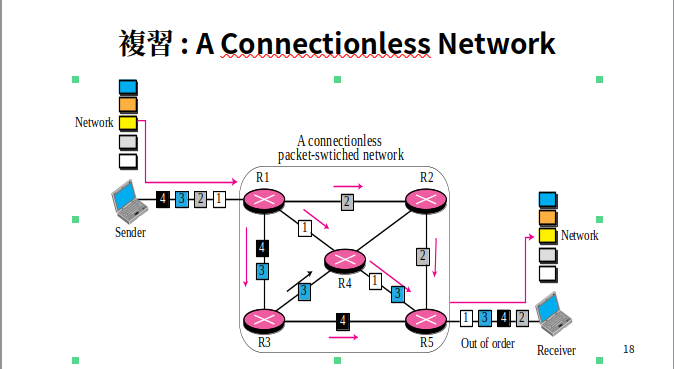 複習 : A Connectionless Network
Network
A connectionless
packet-swtiched network
R1
R2
4 3 2 1
2
Sender
1
4
3
2
Network
R4
1
3
3
4
1 3 4 2
R3
R5
Out of order
Receiver
18